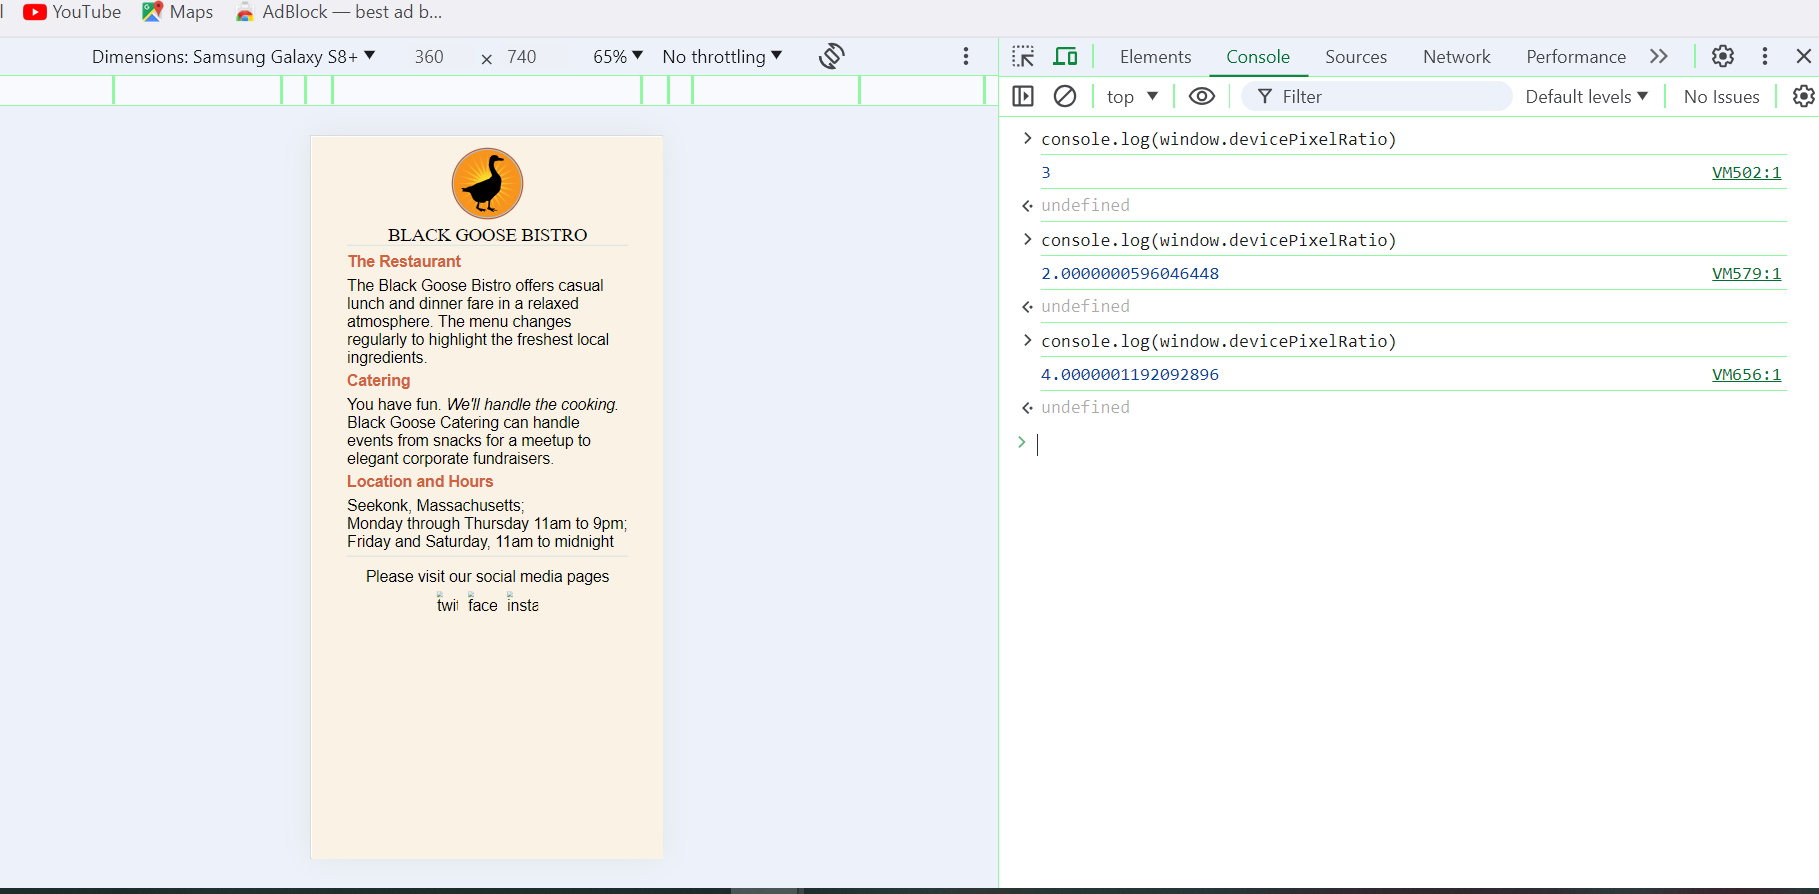 YouTube Maps AdBlock — best ad b...
Dimensions: Samsung Galaxy S8+ 360 × 740 65% No throttling
Elements Console Sources Network Performance
top Filter Default levels No Issues
BLACK GOOSE BISTRO
The Restaurant
The Black Goose Bistro offers casual
lunch and dinner fare in a relaxed
atmosphere. The menu changes
regularly to highlight the freshest local
ingredients.
Catering
You have fun. We'll handle the cooking.
Black Goose Catering can handle
events from snacks for a meetup to
elegant corporate fundraisers.
Location and Hours
Seekonk, Massachusetts;
Monday through Thursday 11am to 9pm;
Friday and Saturday, 11am to midnight
Please visit our social media pages
twit face insta
console.log(window.devicePixelRatio)
3 VM502:1
undefined
console.log(window.devicePixelRatio)
2.0000000596046448 VM579:1
undefined
console.log(window.devicePixelRatio)
4.0000001192092896 VM656:1
undefined